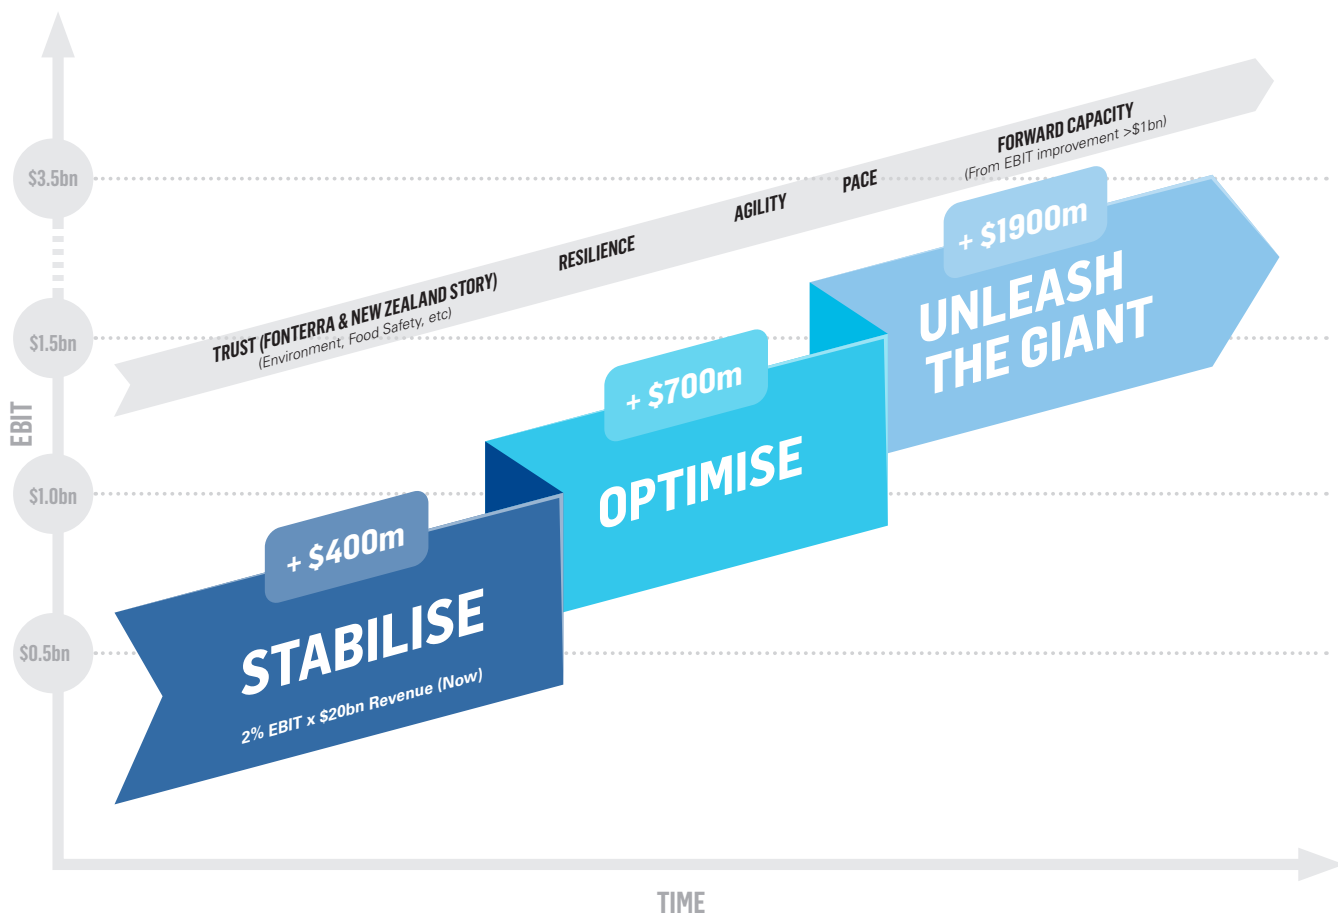 FORWARD CAPACITY
(From EBIT improvement >$1bn)
PACE
AGILITY
RESILIENCE
TRUST (FONTERRA & NEW ZEALAND STORY)
(Environment, Food Safety, etc)
$3.5bn
$1.5bn
EBIT
$1.0bn
$0.5bn
+ $1900m
UNLEASH
THE GIANT
+ $700m
OPTIMISE
+ $400m
STABILISE
2% EBIT x $20bn Revenue (Now)
TIME